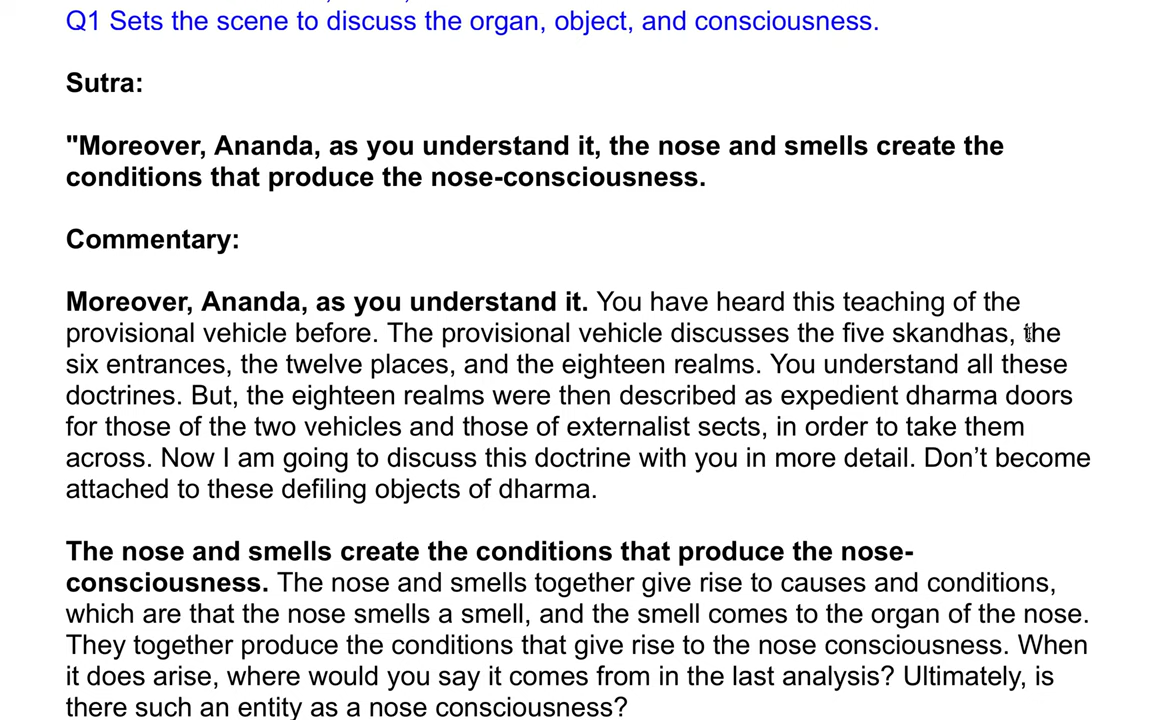 Q1 Sets the scene to discuss the organ, object, and consciousness.
Sutra:
"Moreover, Ananda, as you understand it, the nose and smells create the
conditions that produce the nose-consciousness.
Commentary:
Moreover, Ananda, as you understand it. You have heard this teaching of the
provisional vehicle before. The provisional vehicle discusses the five skandhas, the
six entrances, the twelve places, and the eighteen realms. You understand all these
doctrines. But, the eighteen realms were then described as expedient dharma doors
for those of the two vehicles and those of externalist sects, in order to take them
across. Now I am going to discuss this doctrine with you in more detail. Don’t become
attached to these defiling objects of dharma.
The nose and smells create the conditions that produce the nose-
consciousness. The nose and smells together give rise to causes and conditions,
which are that the nose smells a smell, and the smell comes to the organ of the nose.
They together produce the conditions that give rise to the nose consciousness. When
it does arise, where would you say it comes from in the last analysis? Ultimately, is
there such an entity as a nose consciousness?